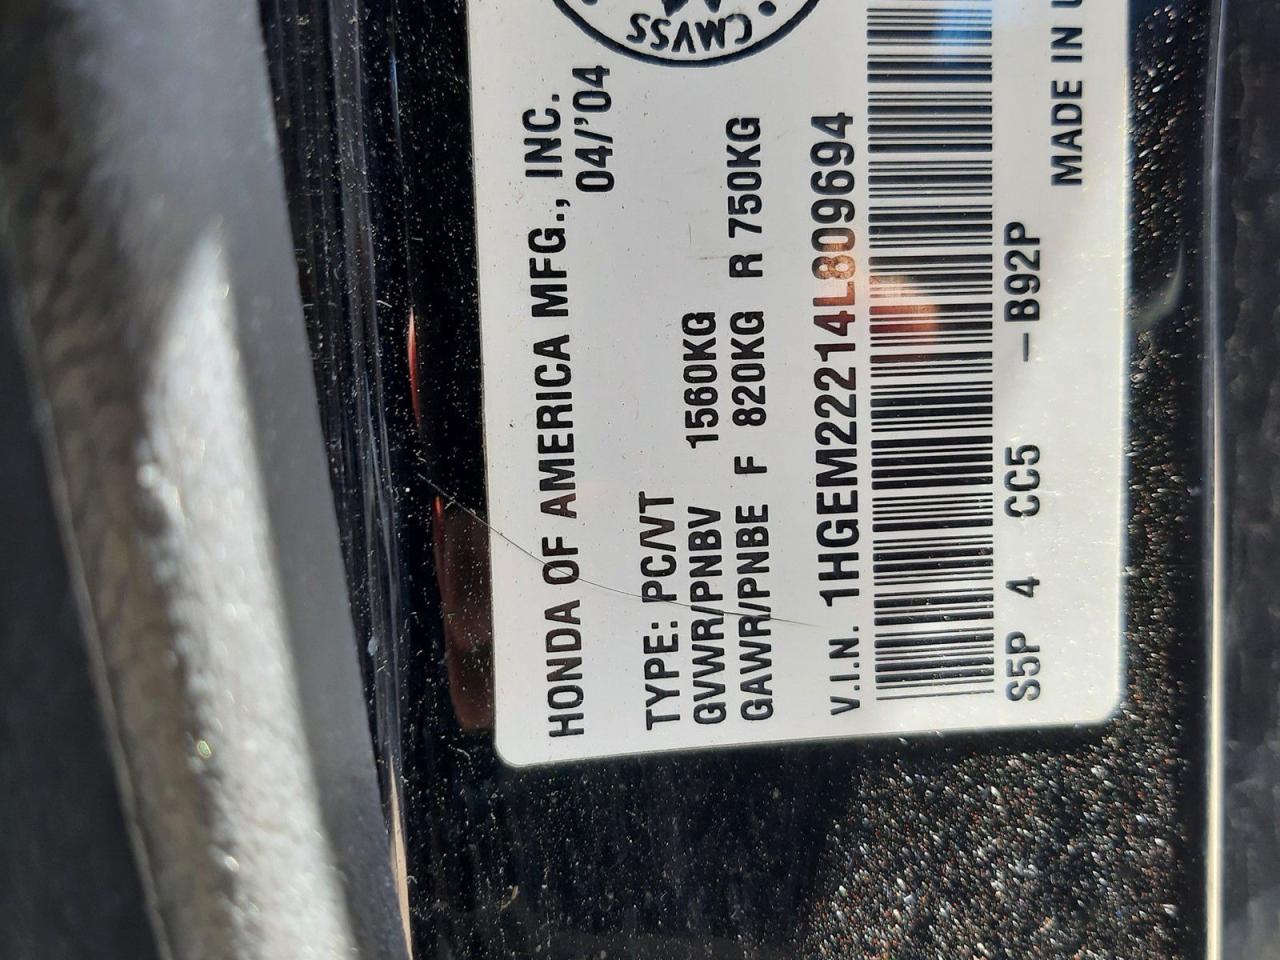 CMVSS
HONDA OF AMERICA MFG., INC.
04/'04
TYPE: PC/VT
GVWR/PNBV 1560KG
GAWR/PNBE F 820KG R 750KG
V.I.N. 1HGEM22214L809694
S5P 4 CC5 -B92P
MADE IN